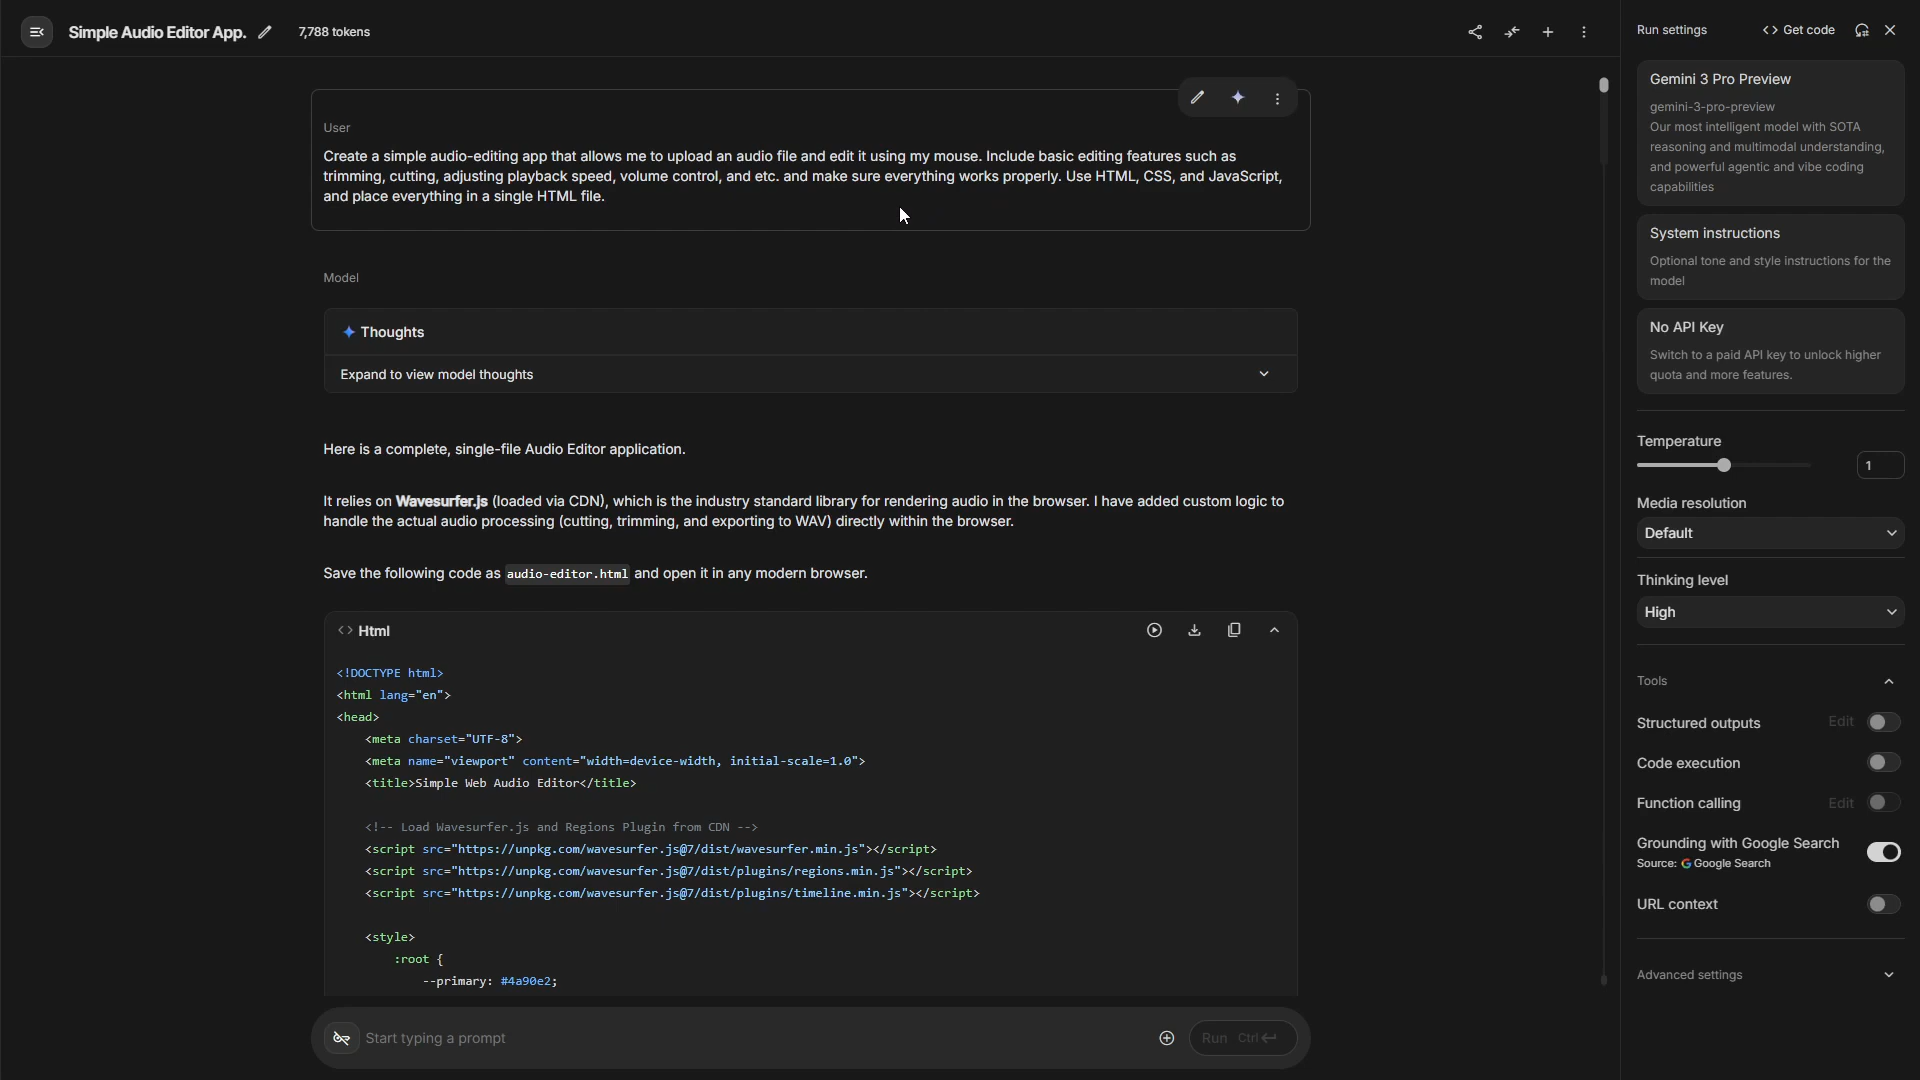 Simple Audio Editor App.
7,788 tokens
User
Create a simple audio-editing app that allows me to upload an audio file and edit it using my mouse. Include basic editing features such as
trimming, cutting, adjusting playback speed, volume control, and etc. and make sure everything works properly. Use HTML, CSS, and JavaScript,
and place everything in a single HTML file.
Model
Thoughts
Expand to view model thoughts
Here is a complete, single-file Audio Editor application.
It relies on Wavesurfer.js (loaded via CDN), which is the industry standard library for rendering audio in the browser. I have added custom logic to
handle the actual audio processing (cutting, trimming, and exporting to WAV) directly within the browser.
Save the following code as audio-editor.html and open it in any modern browser.
<> Html
<!DOCTYPE html>
<html lang="en">
<head>
<meta charset="UTF-8">
<meta name="viewport" content="width=device-width, initial-scale=1.0">
<title>Simple Web Audio Editor</title>
<!-- Load Wavesurfer.js and Regions Plugin from CDN -->
<script src="https://unpkg.com/wavesurfer.js@7/dist/wavesurfer.min.js"></script>
<script src="https://unpkg.com/wavesurfer.js@7/dist/plugins/regions.min.js"></script>
<script src="https://unpkg.com/wavesurfer.js@7/dist/plugins/timeline.min.js"></script>
<style>
:root {
--primary: #4a90e2;
Start typing a prompt
Run Ctrl
Run settings
<> Get code
Gemini 3 Pro Preview
gemini-3-pro-preview
Our most intelligent model with SOTA
reasoning and multimodal understanding,
and powerful agentic and vibe coding
capabilities
System instructions
Optional tone and style instructions for the
model
No API Key
Switch to a paid API key to unlock higher
quota and more features.
Temperature
1
Media resolution
Default
Thinking level
High
Tools
Structured outputs Edit
Code execution
Function calling Edit
Grounding with Google Search
Source: G Google Search
URL context
Advanced settings